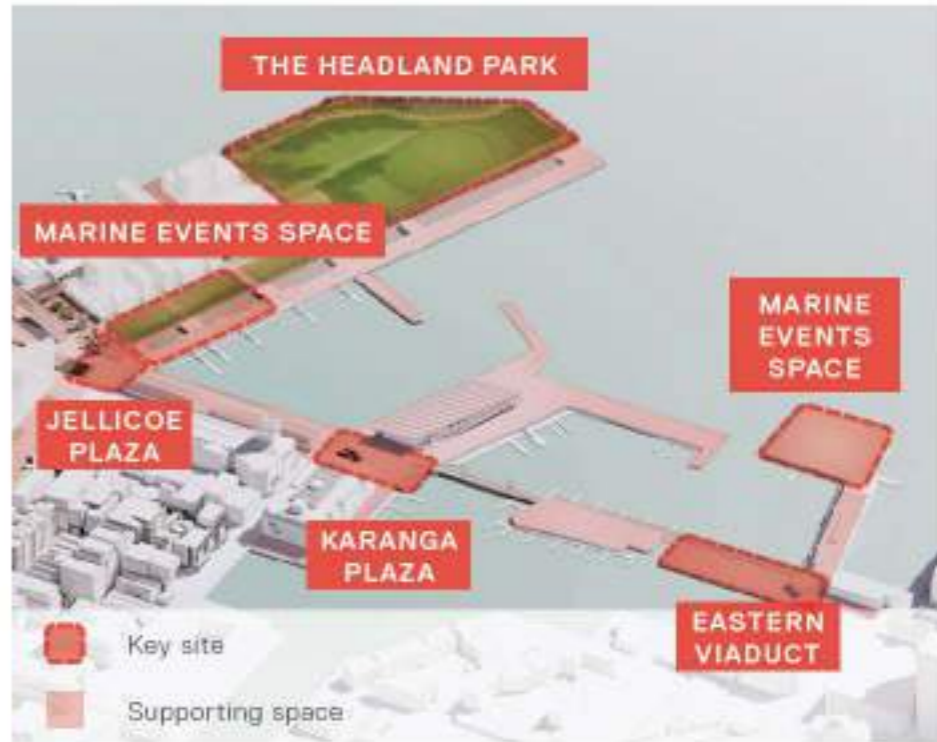 THE HEADLAND PARK
MARINE EVENTS SPACE
MARINE
EVENTS
SPACE
JELLICOE
PLAZA
KARANGA
PLAZA
EASTERN
VIADUCT
Key site
Supporting space